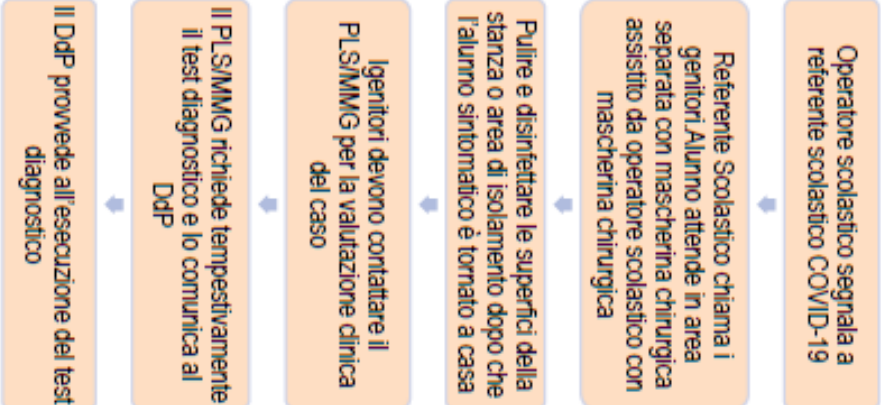 Operatore scolastico segnala a
referente scolastico COVID-19
Referente Scolastico chiama i
genitori.Alunno attende in area
separata con mascherina chirurgica
assistito da operatore scolastico con
mascherina chirurgica
Pulire e disinfettare le superfici della
stanza o area di isolamento dopo che
l'alunno sintomatico è tornato a casa
Igenitori devono contattare il
PLS/MMG per la valutazione clinica
del caso
Il PLS/MMG richiede tempestivamente
il test diagnostico e lo comunica al
DdP
Il DdP provvede all'esecuzione del test
diagnostico